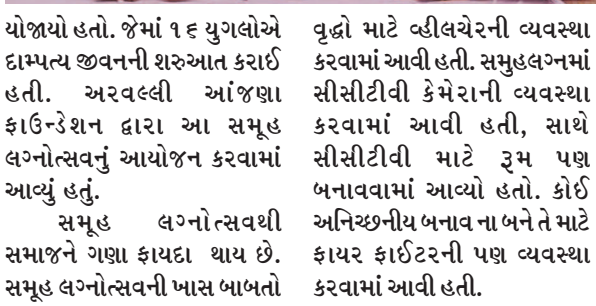 યોજાયો હતો. જેમાં ૧૬ યુગલોએ
દામ્પત્ય જીવનની શરુઆત કરાઈ
હતી. અરવલ્લી આંજણા
ફાઉન્ડેશન દ્વારા આ સમૂહ
લગ્નોત્સવનું આયોજન કરવામાં
આવ્યું હતું.
સમૂહ લગ્નોત્સવથી
સમાજને ગણા ફાયદા થાય છે.
સમૂહ લગ્નોત્સવની ખાસ બાબતો
વૃદ્ધો માટે વ્હીલચેરની વ્યવસ્થા
કરવામાં આવી હતી. સમુહલગ્નમાં
સીસીટીવી કેમેરાની વ્યવસ્થા
કરવામાં આવી હતી, સાથે
સીસીટીવી માટે રૂમ પણ
બનાવવામાં આવ્યો હતો. કોઈ
અનિચ્છનીય બનાવ ના બને તે માટે
ફાયર ફાઈટરની પણ વ્યવસ્થા
કરવામાં આવી હતી.